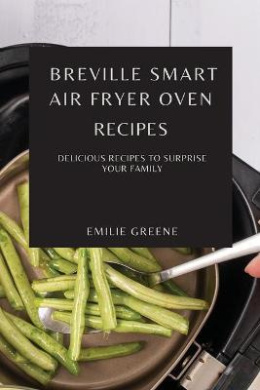 BREVILLE SMART
AIR FRYER OVEN
RECIPES
DELICIOUS RECIPES TO SURPRISE
YOUR FAMILY
EMILIE GREENE